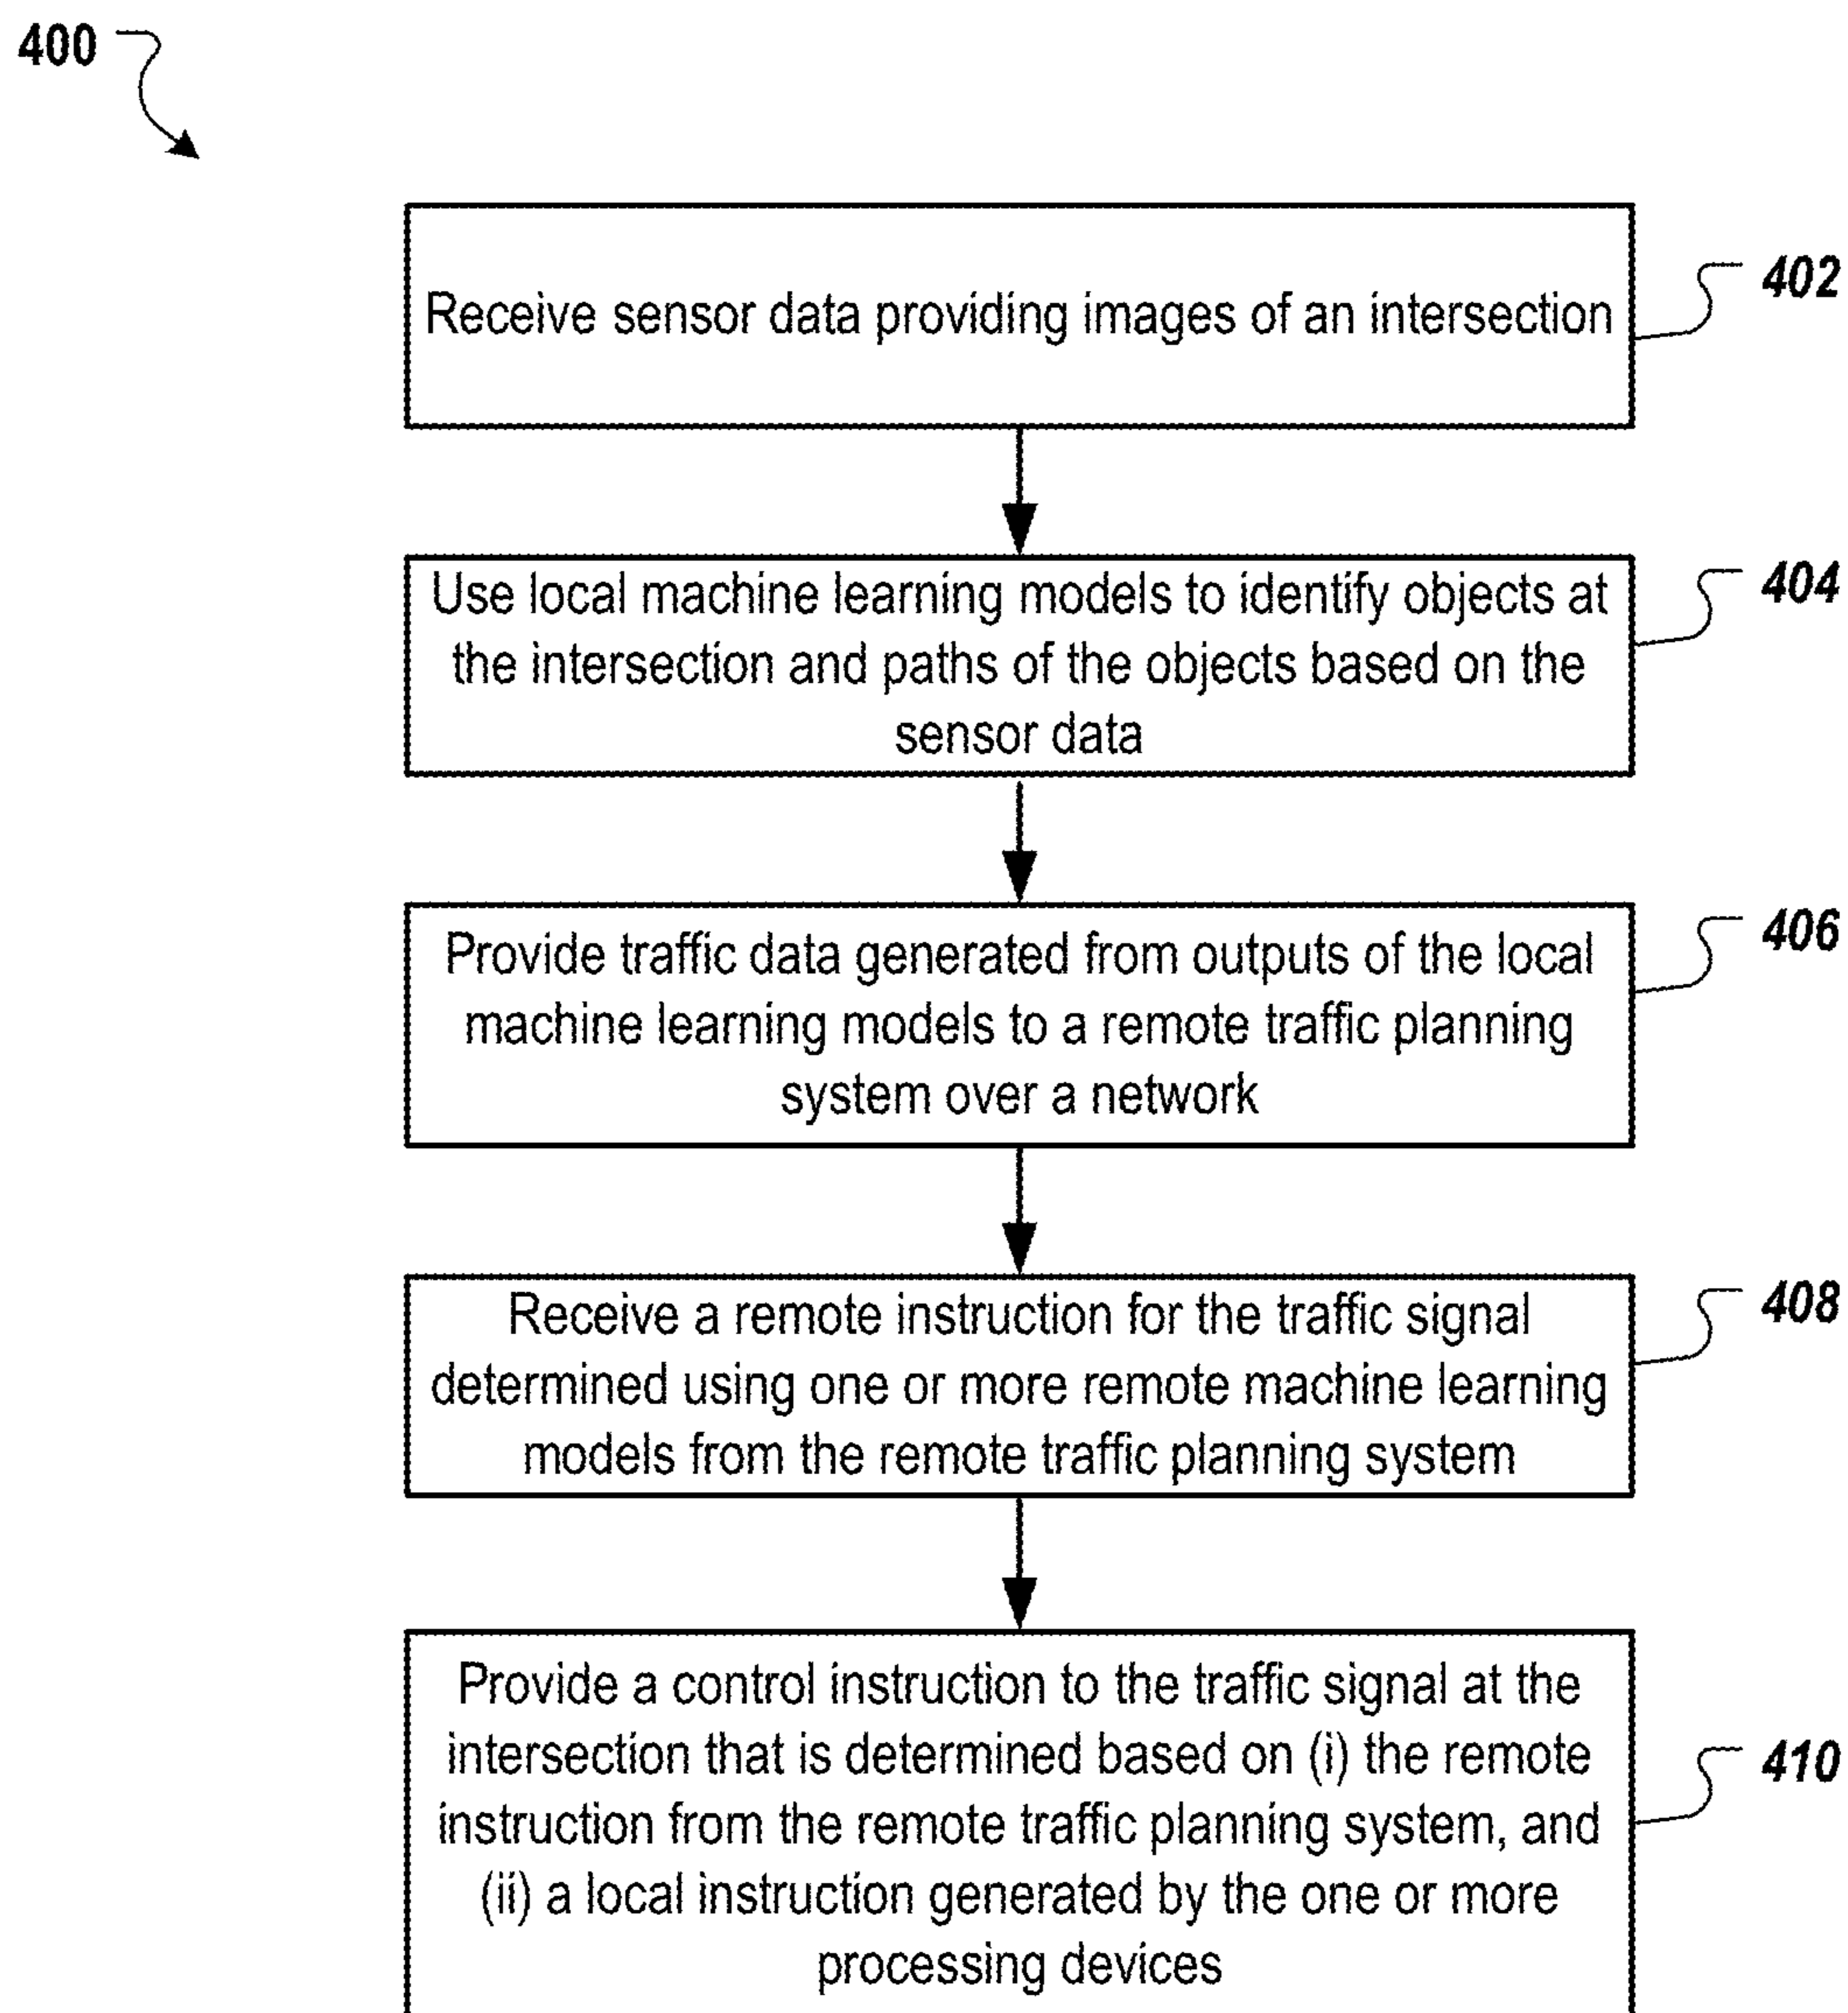 400
Receive sensor data providing images of an intersection
402
Use local machine learning models to identify objects at
the intersection and paths of the objects based on the
sensor data
404
Provide traffic data generated from outputs of the local
machine learning models to a remote traffic planning
system over a network
406
Receive a remote instruction for the traffic signal
determined using one or more remote machine learning
models from the remote traffic planning system
408
Provide a control instruction to the traffic signal at the
intersection that is determined based on (i) the remote
instruction from the remote traffic planning system, and
(ii) a local instruction generated by the one or more
processing devices
410